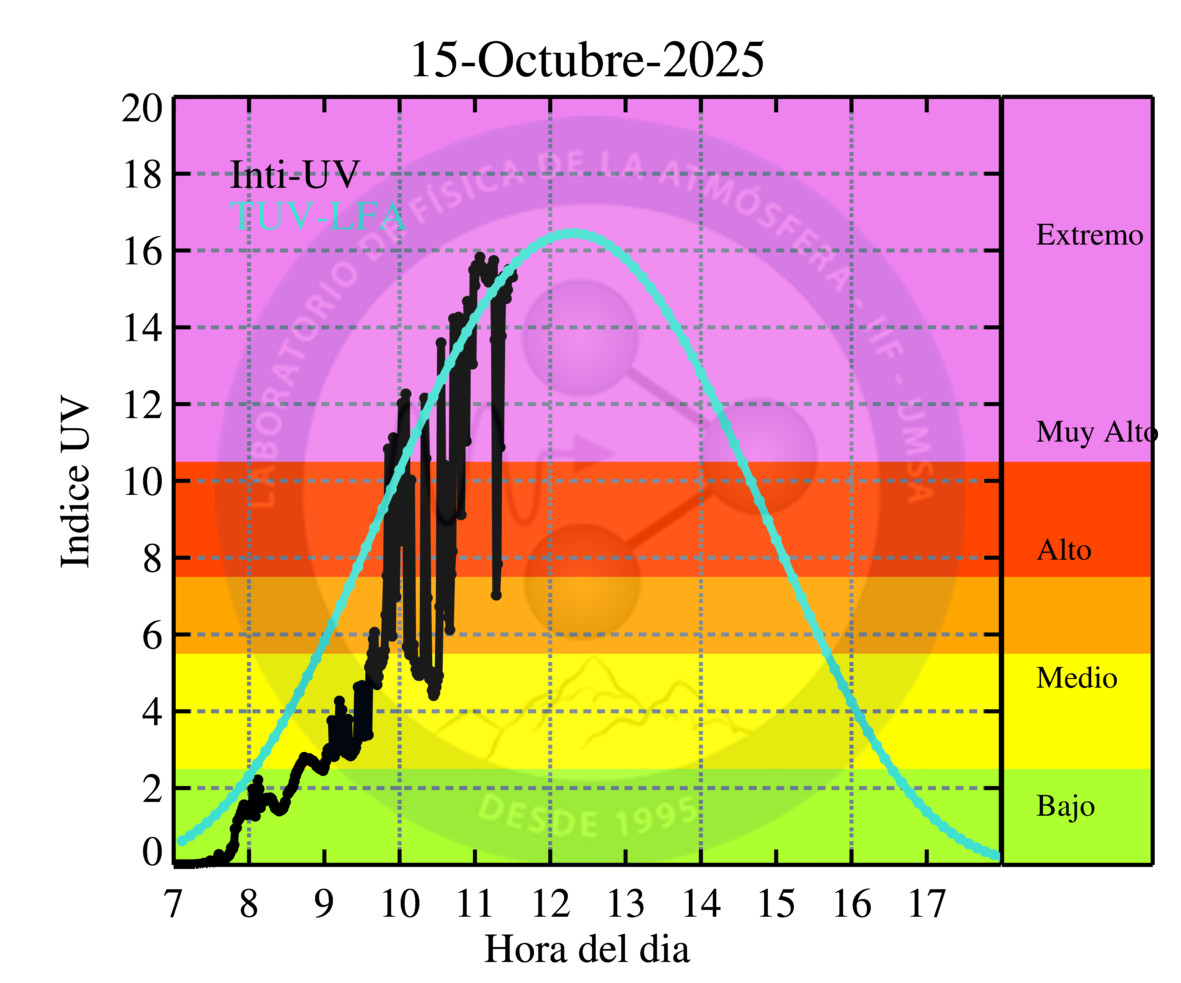 15-Octubre-2025
Inti-UV
TUV-LFA
LABORATORIO DE FÍSICA DE LA ATMÓSFERA - IIF - UMSA
DESDE 1995
Indice UV
20
18
16
14
12
10
8
6
4
2
0
Extremo
Muy Alto
Alto
Medio
Bajo
7 8 9 10 11 12 13 14 15 16 17
Hora del dia